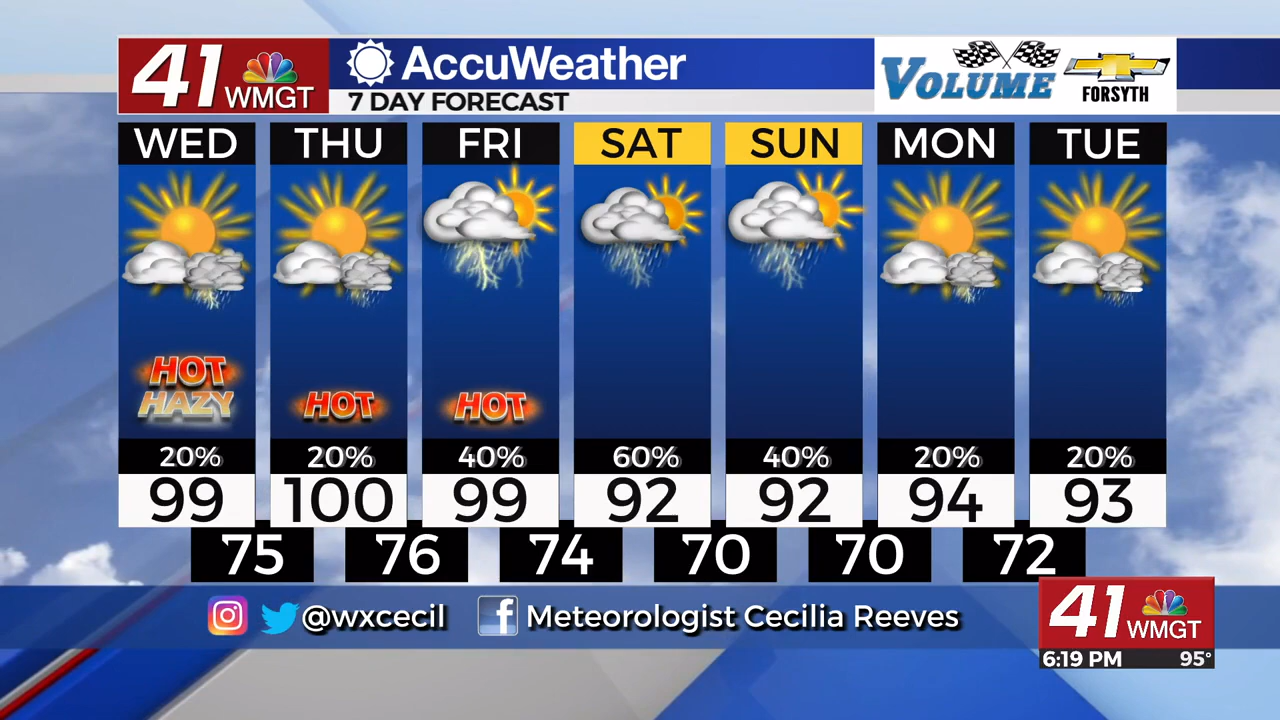 41 WMGT
AccuWeather
7 DAY FORECAST
VOLUME
FORSYTH
WED THU FRI SAT SUN MON TUE
HOT
HAZY HOT HOT
20% 20% 40% 60% 40% 20% 20%
99 100 99 92 92 94 93
75 76 74 70 70 72
@wxcecil Meteorologist Cecilia Reeves
41 WMGT
6:19 PM 95°